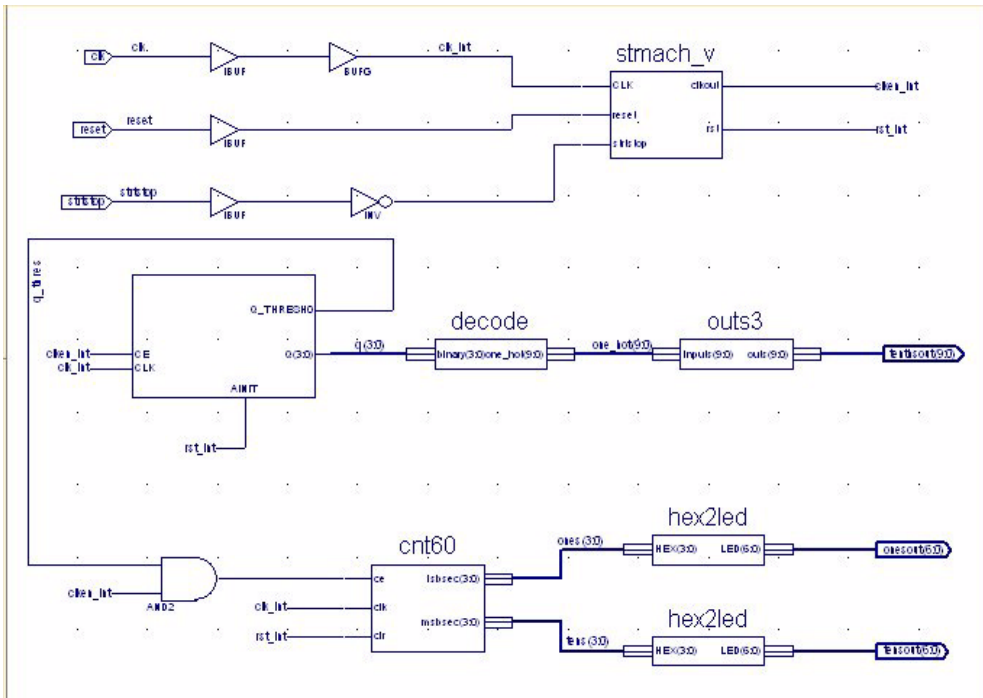 clk
clk
IBUF
BUFG
clk_int
stmach_v
CLK
clkout
clken_int
reset
reset
IBUF
reset
rst
rst_int
strtstop
strtstop
strtstop
IBUF
INV
q_thres
Q_THRESHO
decode
outs3
clken_int
CE
Q(3:0)
q(3:0)
binary(3:0)
one_hot(9:0)
one_hot(9:0)
inputs(9:0)
outs(9:0)
tenthsout(9:0)
clk_int
CLK
AINIT
rst_int
hex2led
cnt60
ones(3:0)
HEX(3:0)
LED(6:0)
onesout(6:0)
ce
lsbsec(3:0)
clken_int
AND2
clk_int
clk
hex2led
msbsec(3:0)
rst_int
clr
tens(3:0)
HEX(3:0)
LED(6:0)
tensout(6:0)